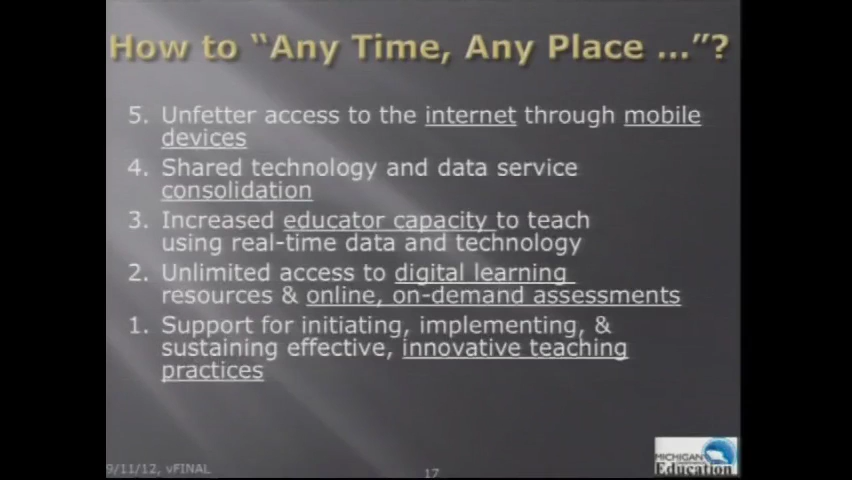 How to “Any Time, Any Place ...”?
5. Unfetter access to the internet through mobile
devices
4. Shared technology and data service
consolidation
3. Increased educator capacity to teach
using real-time data and technology
2. Unlimited access to digital learning
resources & online, on-demand assessments
1. Support for initiating, implementing, &
sustaining effective, innovative teaching
practices
9/11/12, vFINAL
17
MICHIGAN
Education